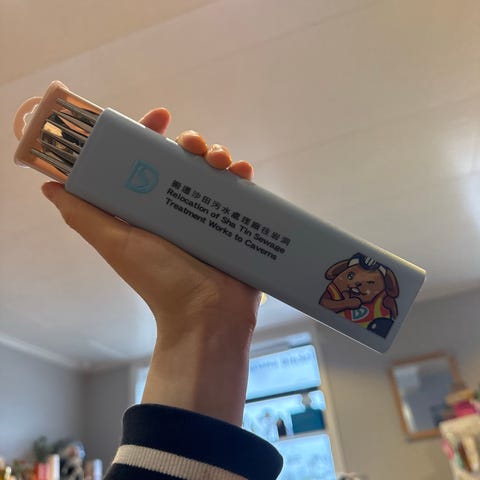 搬遷沙田污水處理廠往岩洞
Relocation of Sha Tin Sewage
Treatment Works to Caverns